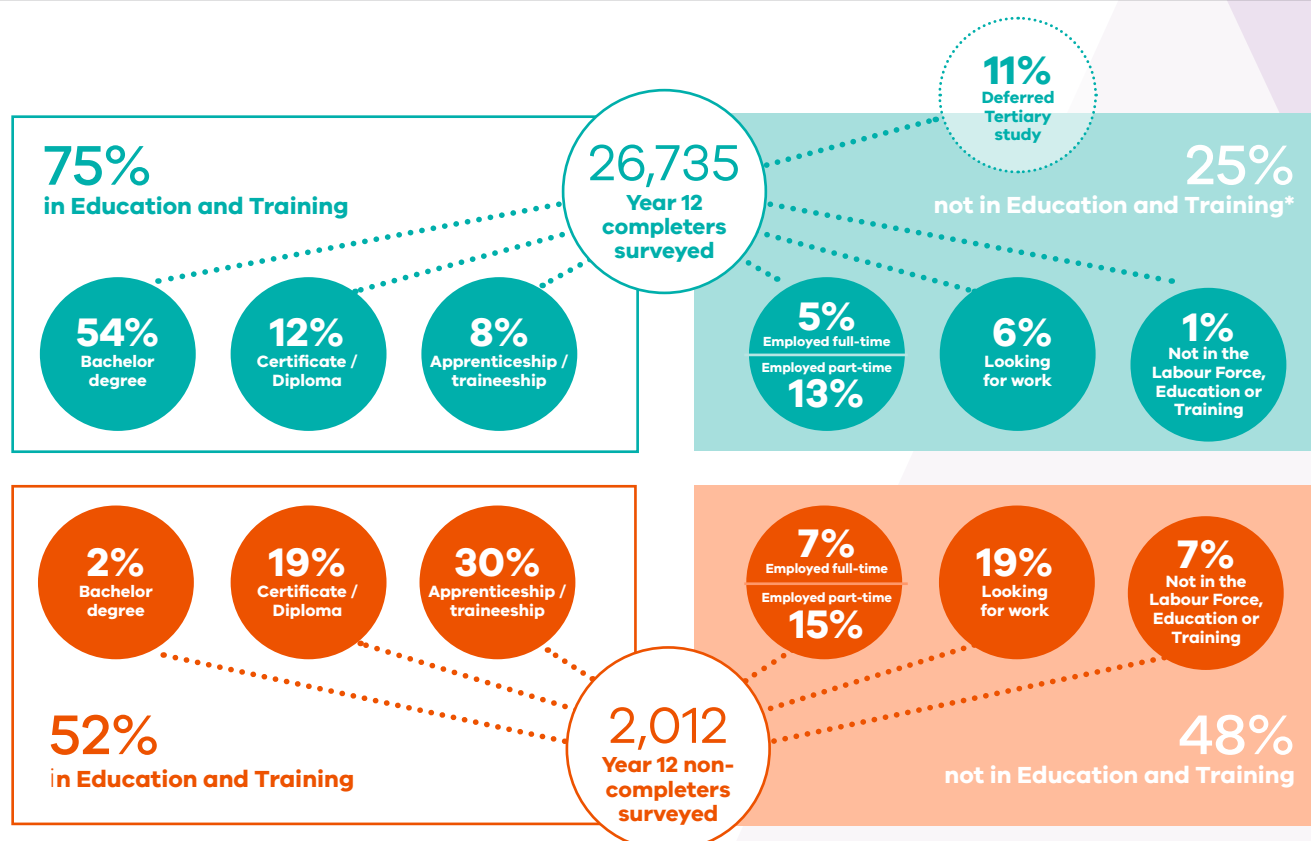 11%
Deferred
Tertiary
study
26,735
Year 12
completers
surveyed
75%
in Education and Training
25%
not in Education and Training*
54%
Bachelor
degree
12%
Certificate /
Diploma
8%
Apprenticeship /
traineeship
5%
Employed full-time
Employed part-time
13%
6%
Looking
for work
1%
Not in the
Labour Force,
Education or
Training
2%
Bachelor
degree
19%
Certificate /
Diploma
30%
Apprenticeship /
traineeship
7%
Employed full-time
Employed part-time
15%
19%
Looking
for work
7%
Not in the
Labour Force,
Education or
Training
52%
in Education and Training
2,012
Year 12 non-
completers
surveyed
48%
not in Education and Training